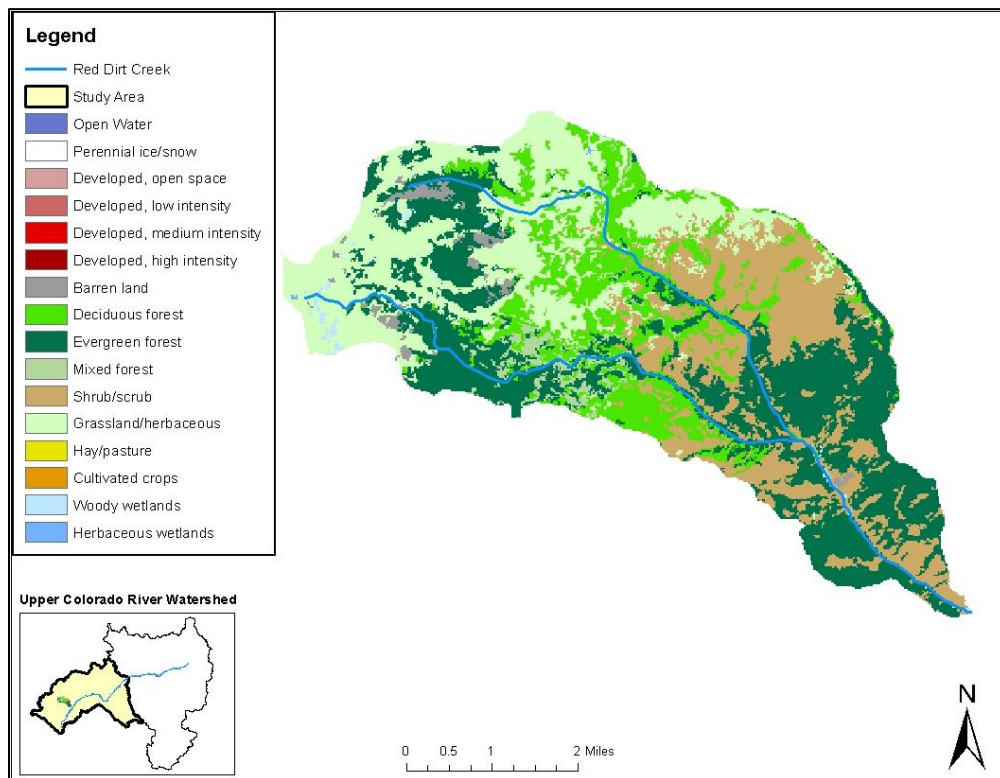 Legend
Red Dirt Creek
Study Area
Open Water
Perennial ice/snow
Developed, open space
Developed, low intensity
Developed, medium intensity
Developed, high intensity
Barren land
Deciduous forest
Evergreen forest
Mixed forest
Shrub/scrub
Grassland/herbaceous
Hay/pasture
Cultivated crops
Woody wetlands
Herbaceous wetlands
Upper Colorado River Watershed
N
0 0.5 1 2 Miles